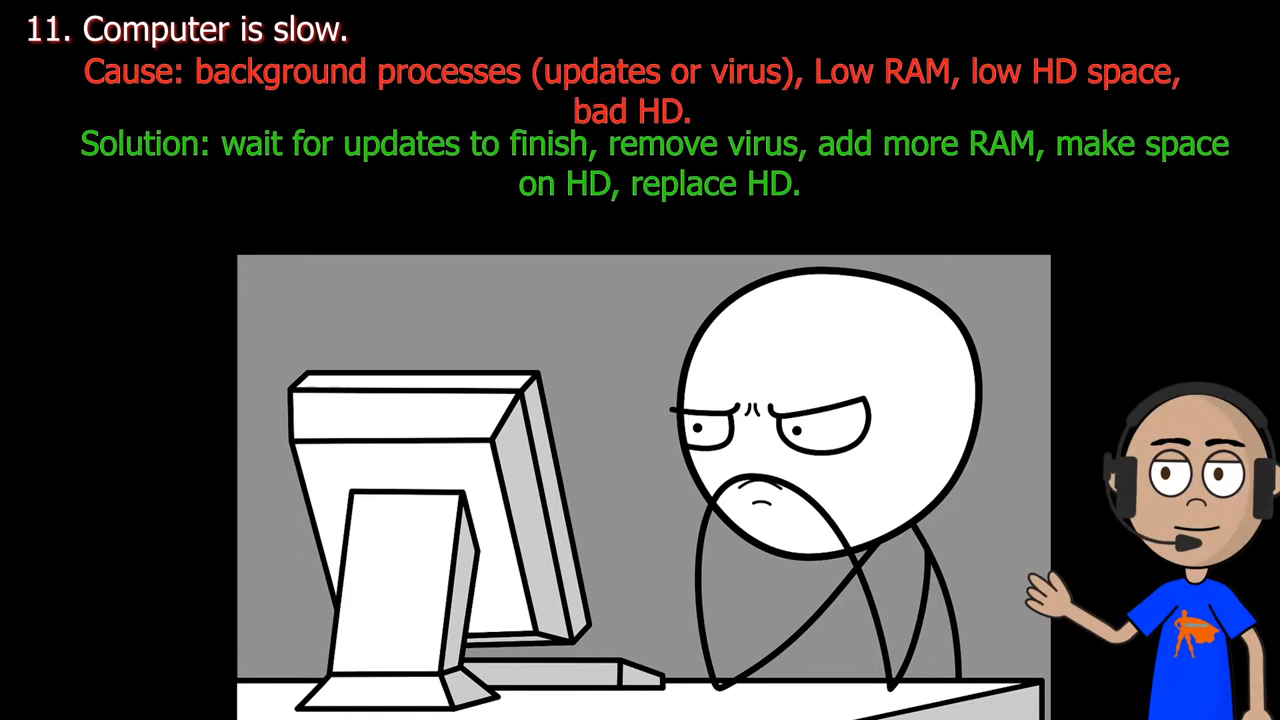 11. Computer is slow.
Cause: background processes (updates or virus), Low RAM, low HD space,
bad HD.
Solution: wait for updates to finish, remove virus, add more RAM, make space
on HD, replace HD.